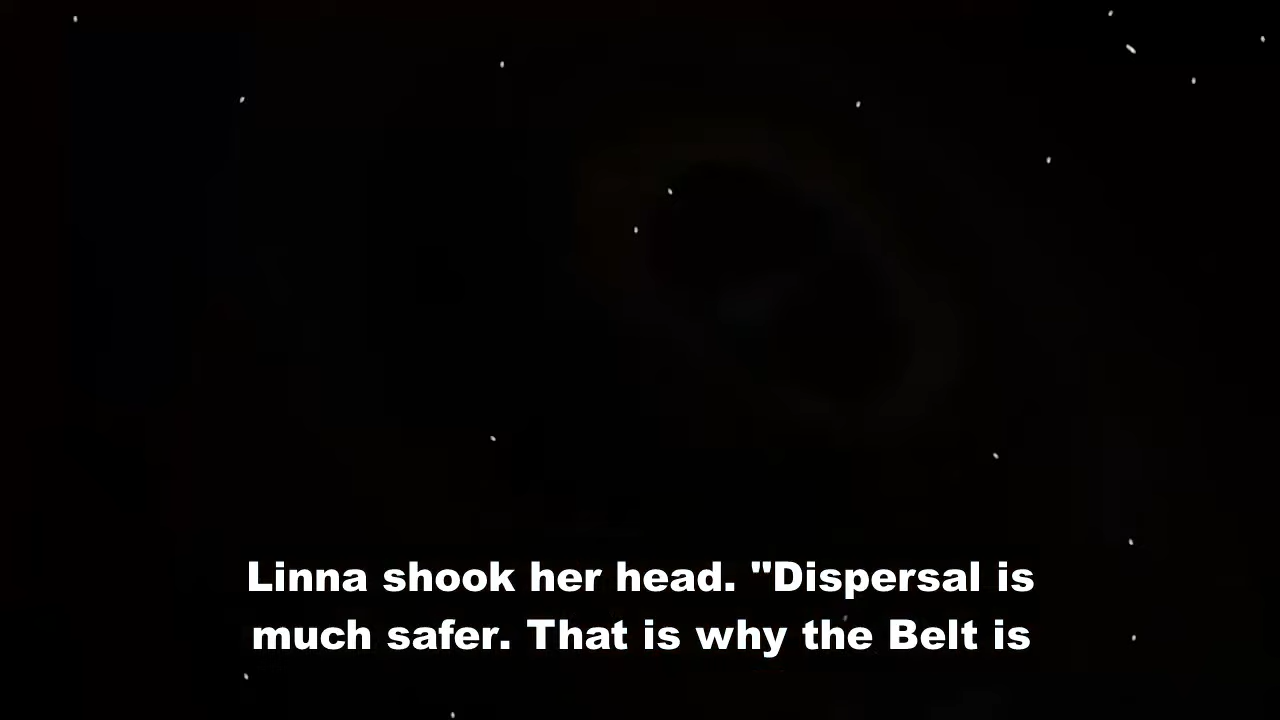 Linna shook her head. "Dispersal is
much safer. That is why the Belt is